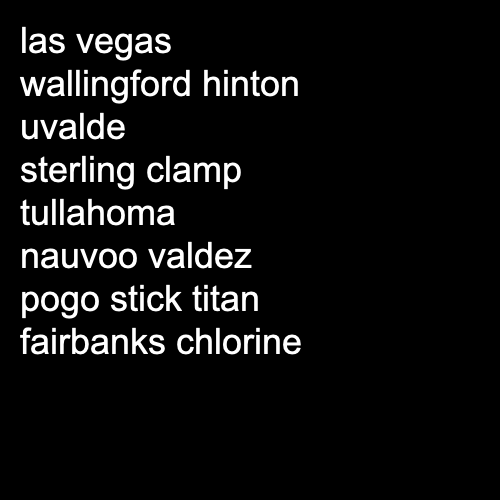 las vegas
wallingford hinton
uvalde
sterling clamp
tullahoma
nauvoo valdez
pogo stick titan
fairbanks chlorine